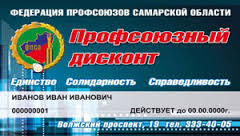 ФЕДЕРАЦИЯ ПРОФСОЮЗОВ САМАРСКОЙ ОБЛАСТИ
ФПСО
Профсоюзный
дисконт
Единство Солидарность Справедливость
ИВАНОВ ИВАН ИВАНОВИЧ
000000001 ДЕЙСТВУЕТ до 00.00.0000г.
Волжский проспект, 19 тел. 333-40-05